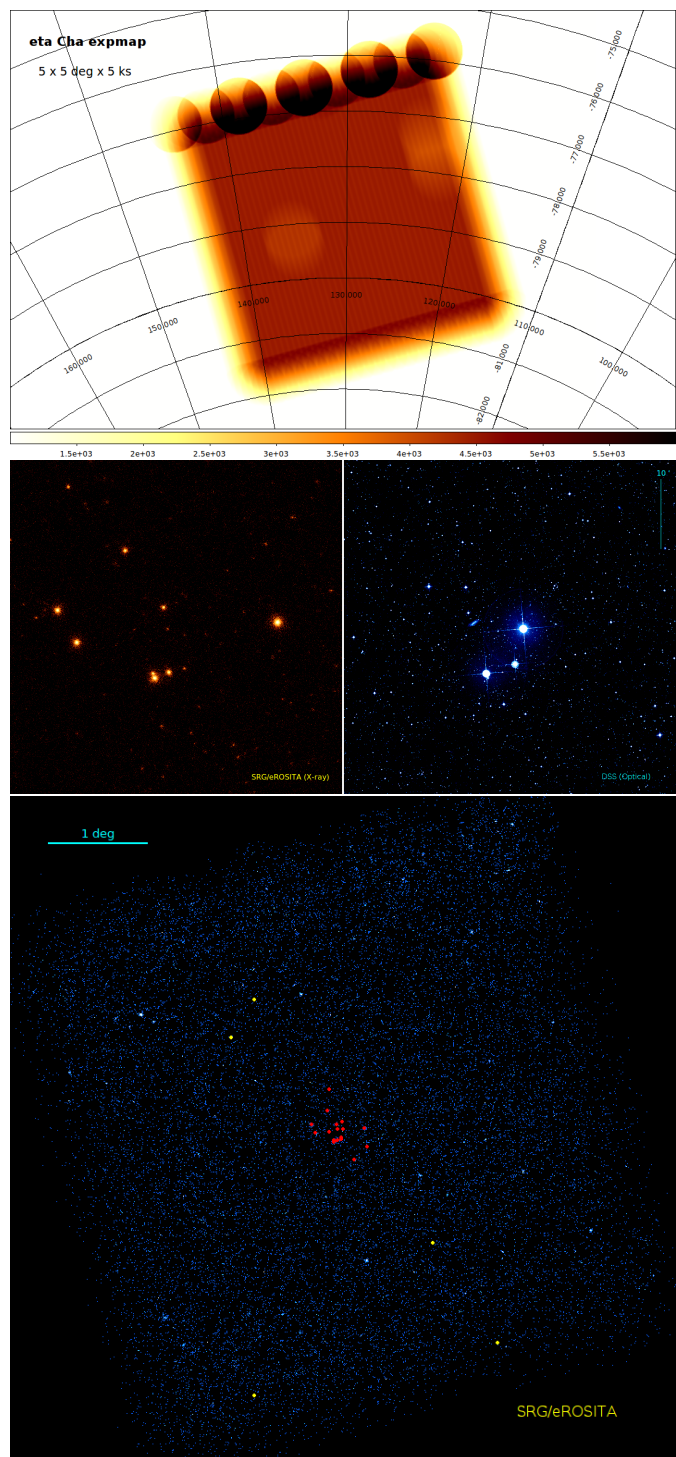 eta Cha expmap
5 x 5 deg x 5 ks
-75.000
-76.000
-77.000
-78.000
-79.000
160.000
150.000
140.000
130.000
120.000
110.000
100.000
-81.000
-82.000
1.5e+03 2e+03 2.5e+03 3e+03 3.5e+03 4e+03 4.5e+03 5e+03 5.5e+03
10 '
SRG/eROSITA (X-ray)
DSS (Optical)
1 deg
SRG/eROSITA